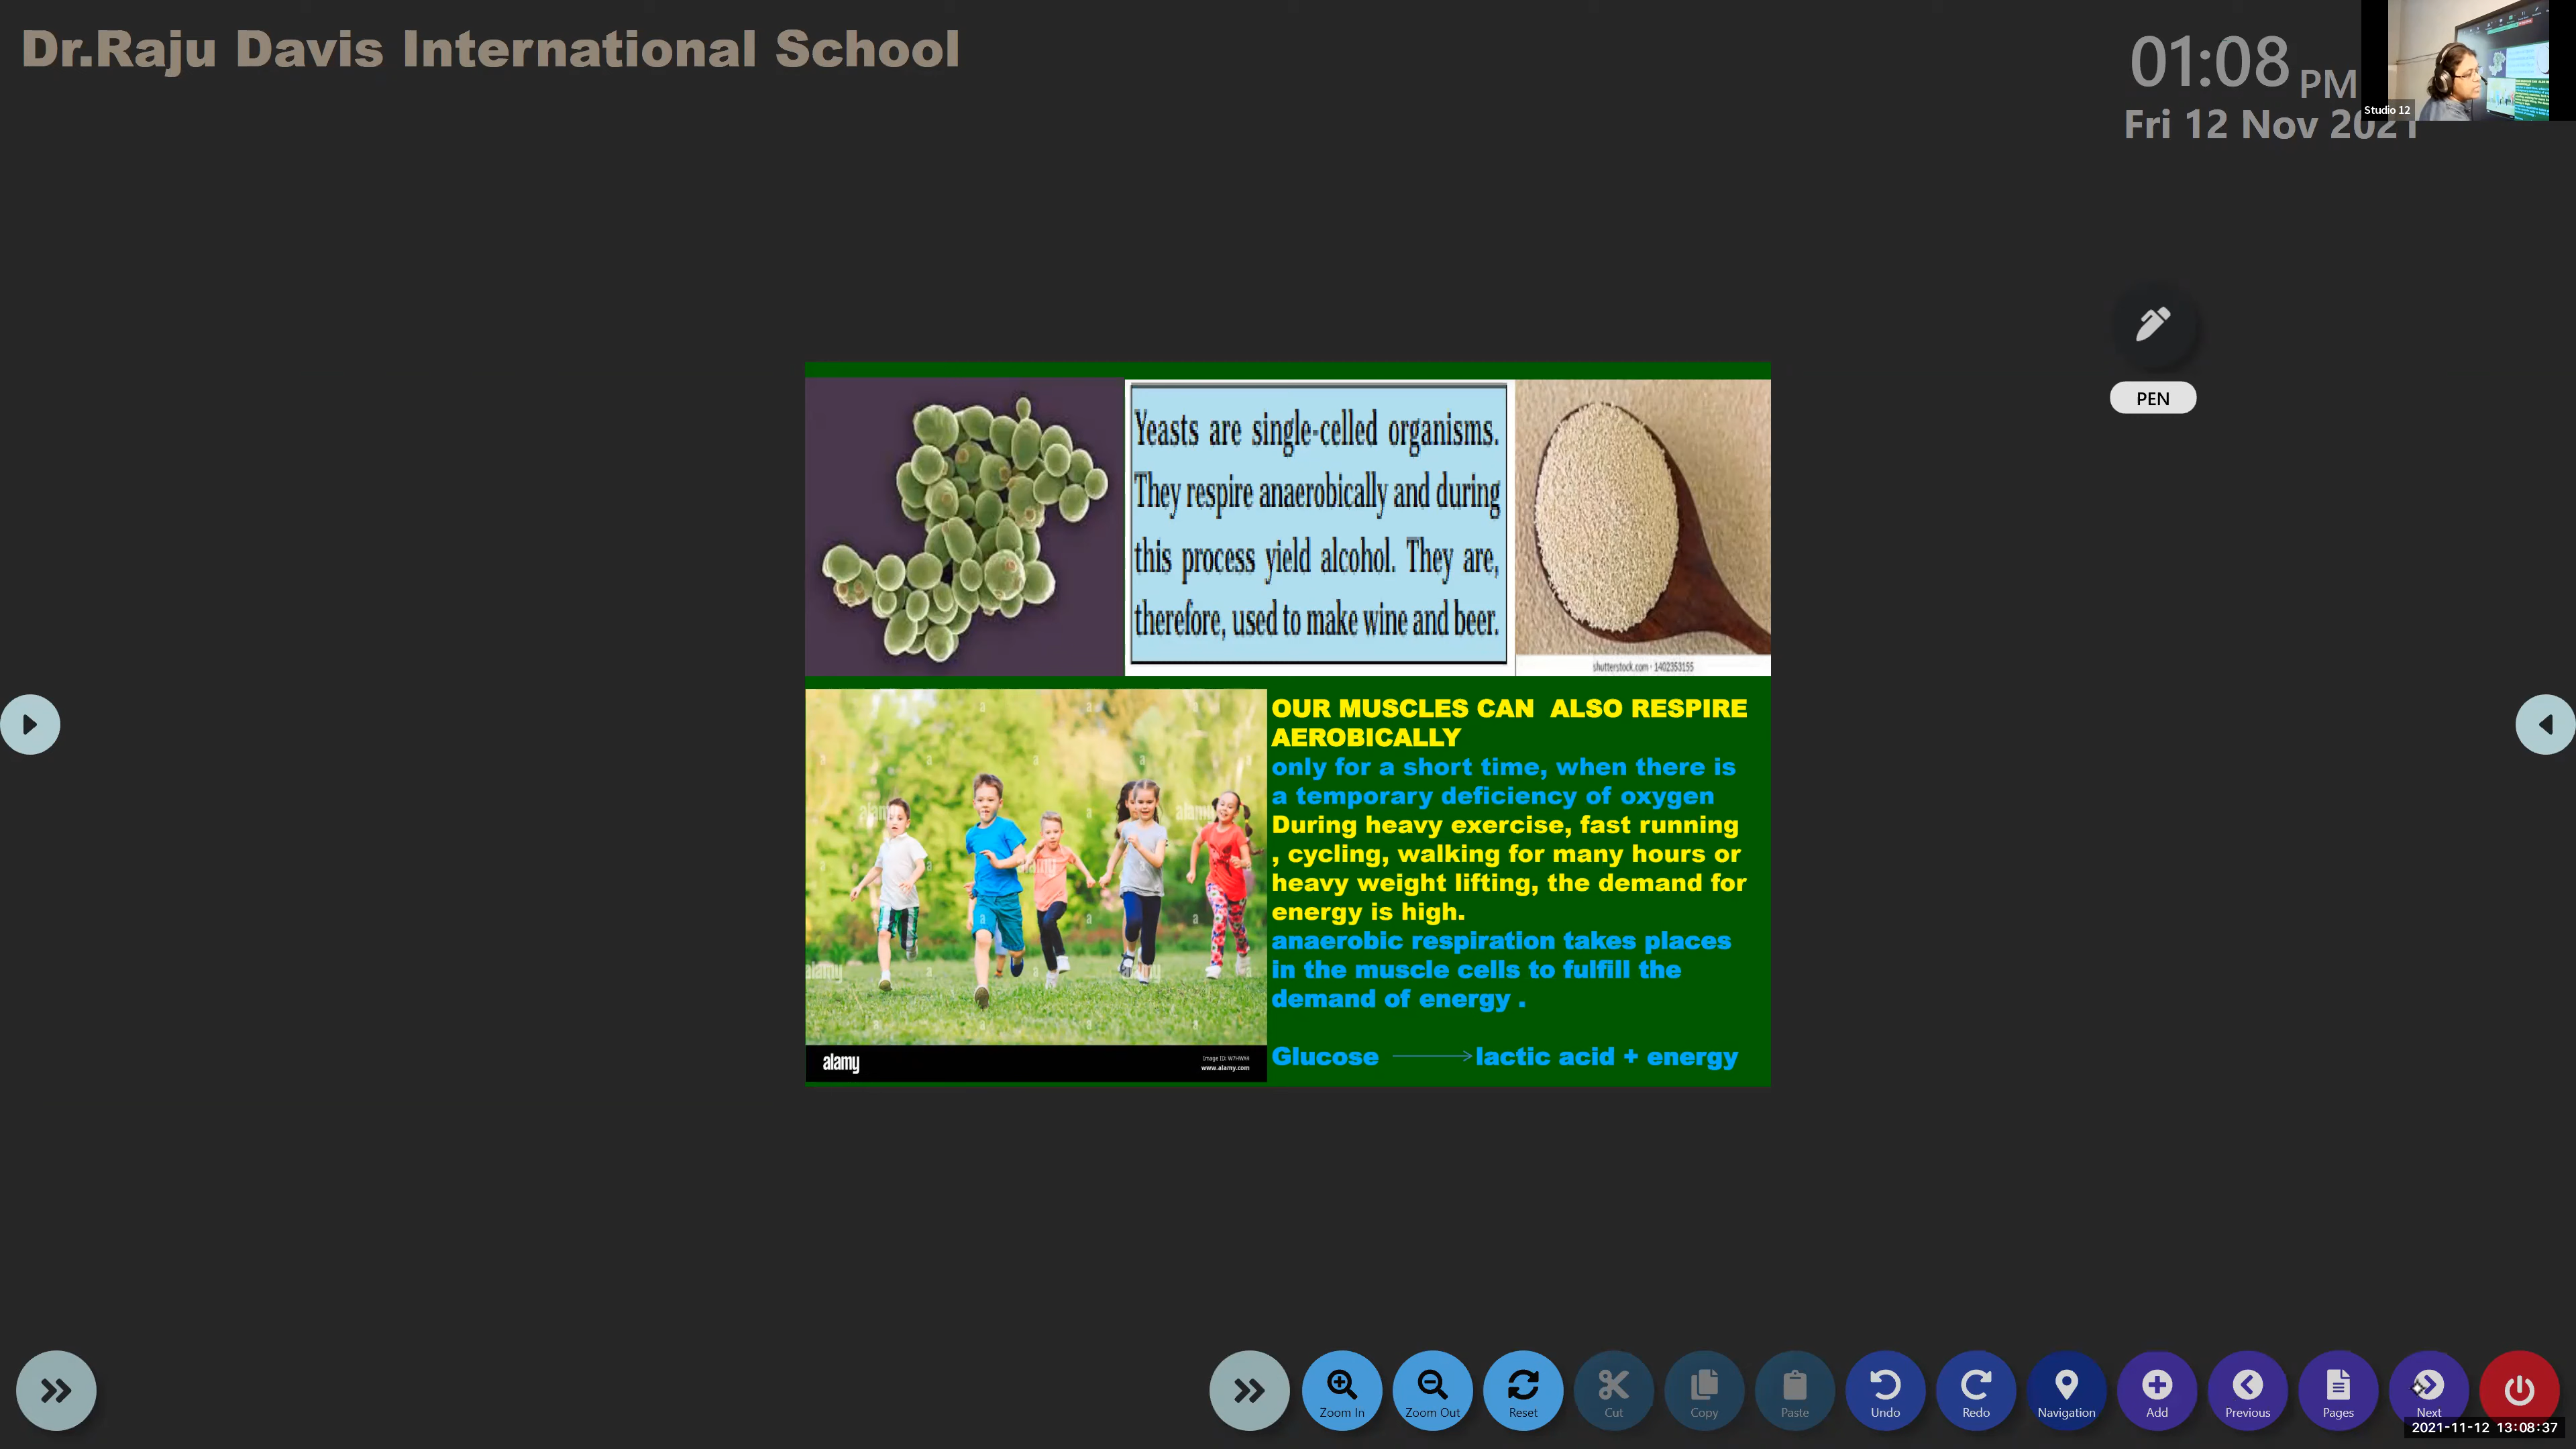 Dr.Raju Davis International School
01:08 PM
Fri 12 Nov 2021
Studio 12
PEN
Yeasts are single-celled organisms.
They respire anaerobically and during
this process yield alcohol. They are,
therefore, used to make wine and beer.
shutterstock.com · 1402353155
OUR MUSCLES CAN ALSO RESPIRE
AEROBICALLY
only for a short time, when there is
a temporary deficiency of oxygen
During heavy exercise, fast running
, cycling, walking for many hours or
heavy weight lifting, the demand for
energy is high.
anaerobic respiration takes places
in the muscle cells to fulfill the
demand of energy .
Glucose → lactic acid + energy
alamy
www.alamy.com
Zoom In
Zoom Out
Reset
Cut
Copy
Paste
Undo
Redo
Navigation
Add
Previous
Pages
Next
2021-11-12 13:08:37